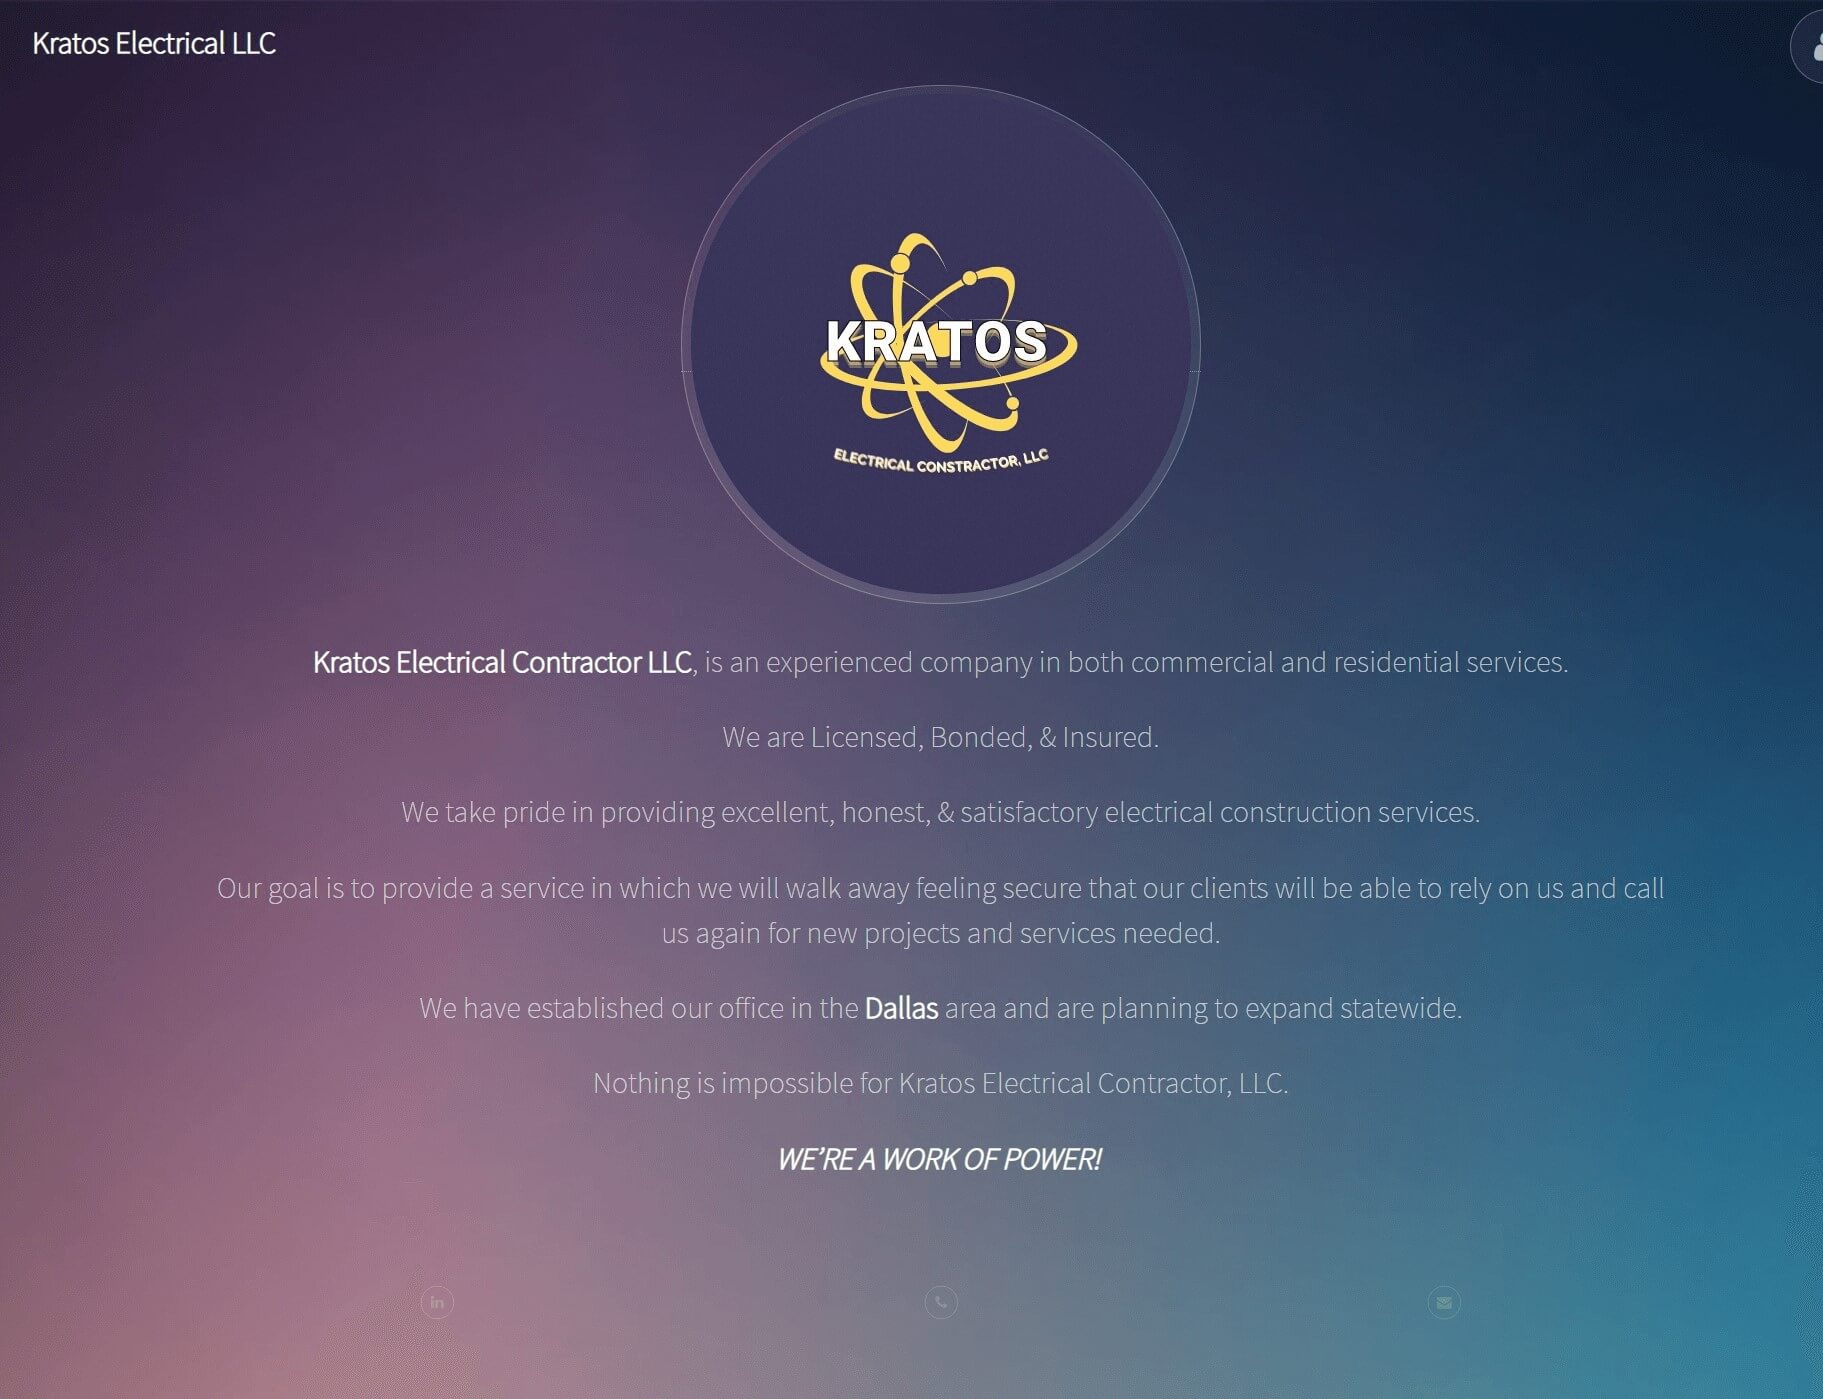 Kratos Electrical LLC
KRATOS
ELECTRICAL CONSTRACTOR, LLC
Kratos Electrical Contractor LLC, is an experienced company in both commercial and residential services.
We are Licensed, Bonded, & Insured.
We take pride in providing excellent, honest, & satisfactory electrical construction services.
Our goal is to provide a service in which we will walk away feeling secure that our clients will be able to rely on us and call
us again for new projects and services needed.
We have established our office in the Dallas area and are planning to expand statewide.
Nothing is impossible for Kratos Electrical Contractor, LLC.
WE’RE A WORK OF POWER!
in